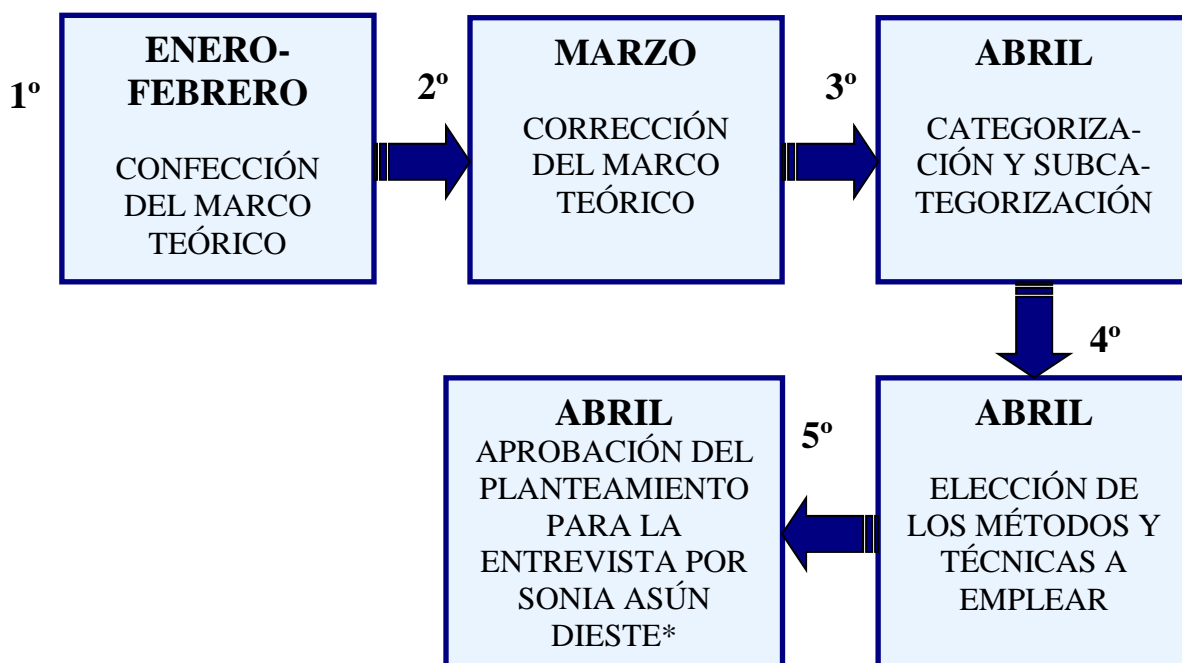 1º
ENERO-
FEBRERO
CONFECCIÓN
DEL MARCO
TEÓRICO
2º
MARZO
CORRECCIÓN
DEL MARCO
TEÓRICO
3º
ABRIL
CATEGORIZA-
CIÓN Y SUBCA-
TEGORIZACIÓN
4º
ABRIL
ELECCIÓN DE
LOS MÉTODOS Y
TÉCNICAS A
EMPLEAR
5º
ABRIL
APROBACIÓN DEL
PLANTEAMIENTO
PARA LA
ENTREVISTA POR
SONIA ASÚN
DIESTE*